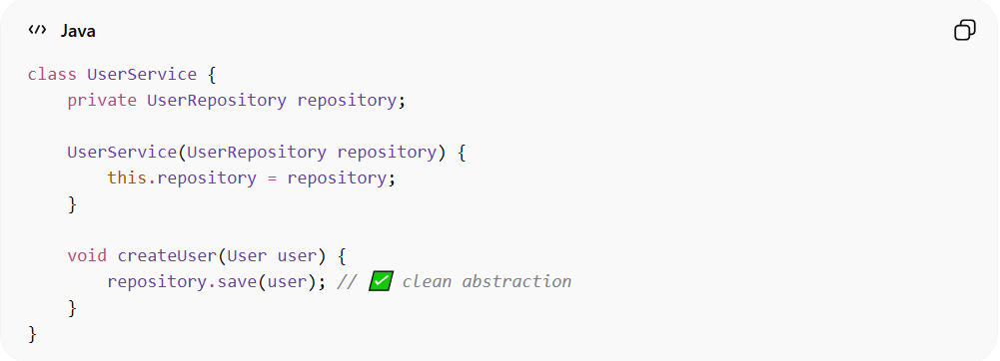 </> Java
class UserService {
    private UserRepository repository;

    UserService(UserRepository repository) {
        this.repository = repository;
    }

    void createUser(User user) {
        repository.save(user); // ✅ clean abstraction
    }
}